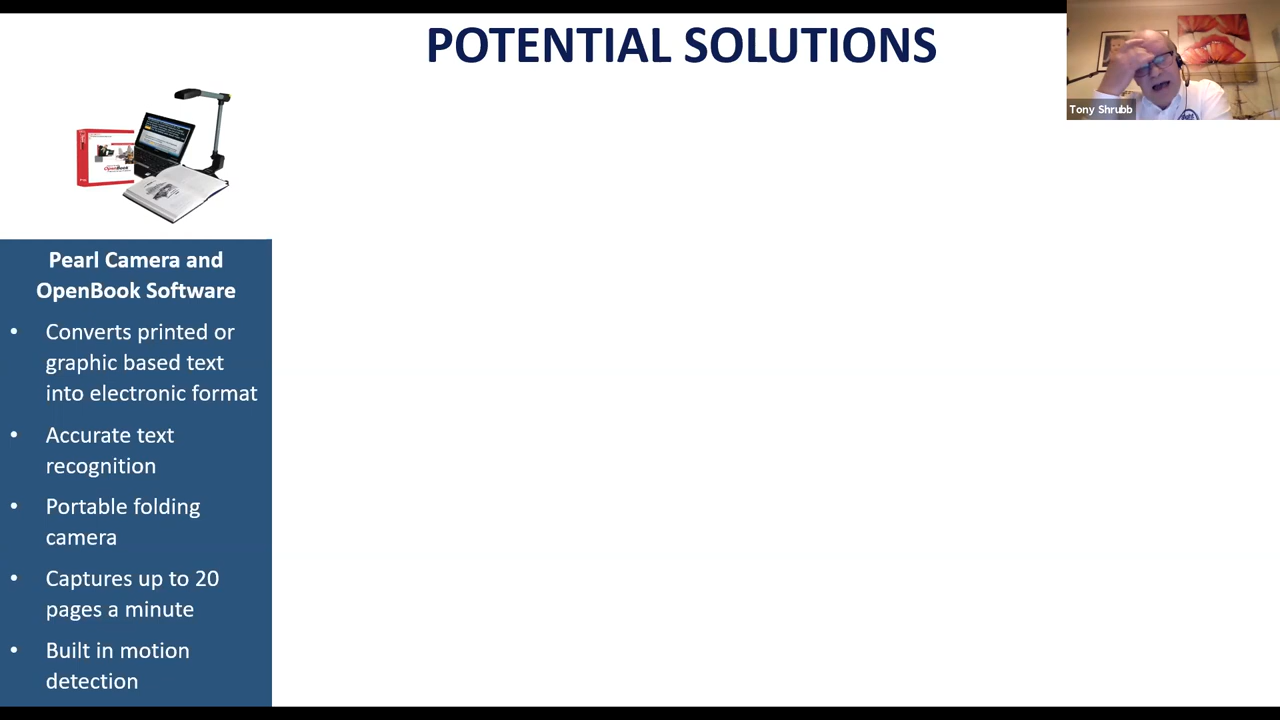 POTENTIAL SOLUTIONS
Tony Shrubb
OpenBook
Pearl Camera and
OpenBook Software
• Converts printed or
graphic based text
into electronic format
• Accurate text
recognition
• Portable folding
camera
• Captures up to 20
pages a minute
• Built in motion
detection